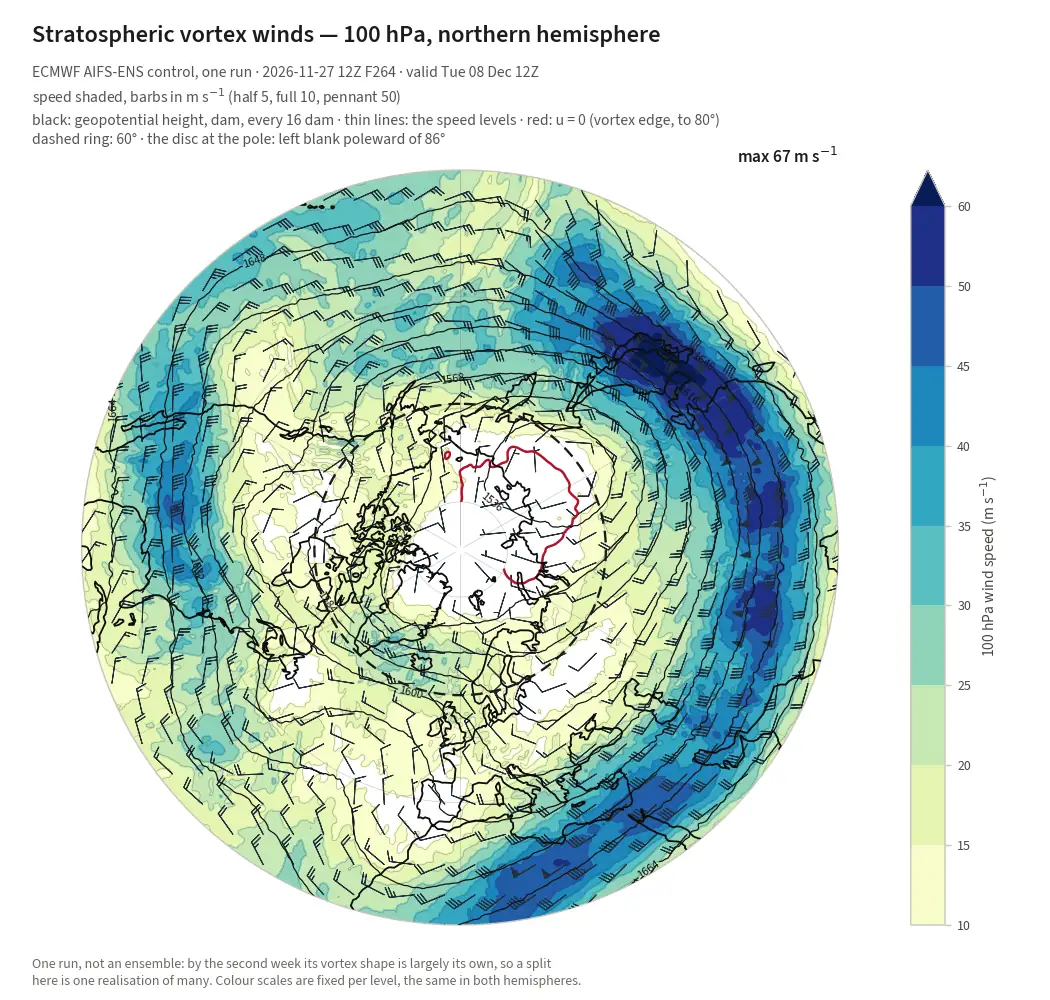 Stratospheric vortex winds — 100 hPa, northern hemisphere
ECMWF AIFS-ENS control, one run · 2026-11-27 12Z F264 · valid Tue 08 Dec 12Z
speed shaded, barbs in m s⁻¹ (half 5, full 10, pennant 50)
black: geopotential height, dam, every 16 dam · thin lines: the speed levels · red: u = 0 (vortex edge, to 80°)
dashed ring: 60° · the disc at the pole: left blank poleward of 86°
max 67 m s⁻¹
60
50
45
40
35
30
25
20
15
10
100 hPa wind speed (m s⁻¹)
1648
1568
1664
1536
1600
1664
One run, not an ensemble: by the second week its vortex shape is largely its own, so a split
here is one realisation of many. Colour scales are fixed per level, the same in both hemispheres.